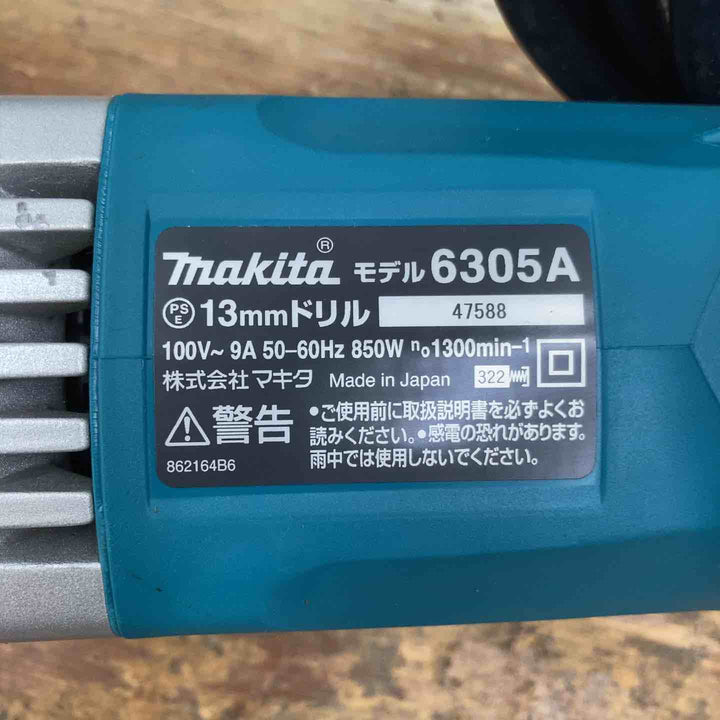 makita® モデル 6305A
PSE 13mmドリル 47588
100V~ 9A 50-60Hz 850W n₀1300min-1
株式会社マキタ Made in Japan 322
警告 •ご使用前に取扱説明書を必ずよくお
読みください。•感電の恐れがあります。
862164B6 雨中では使用しないでください。